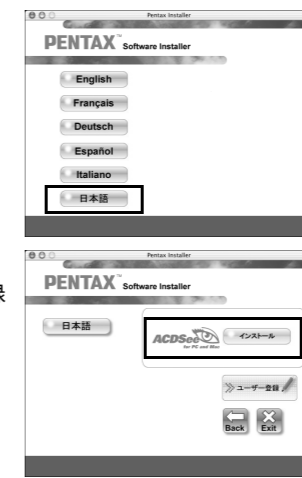 Pentax Installer
PENTAX™ Software Installer
English
Français
Deutsch
Español
Italiano
日本語
Pentax Installer
PENTAX™ Software Installer
日本語
ACDSee インストール
for PC and Mac
ユーザー登録
Back Exit